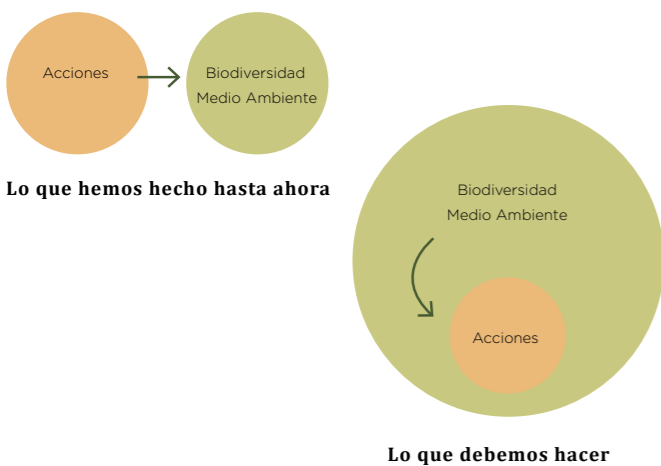 Acciones
Biodiversidad
Medio Ambiente
Lo que hemos hecho hasta ahora
Biodiversidad
Medio Ambiente
Acciones
Lo que debemos hacer